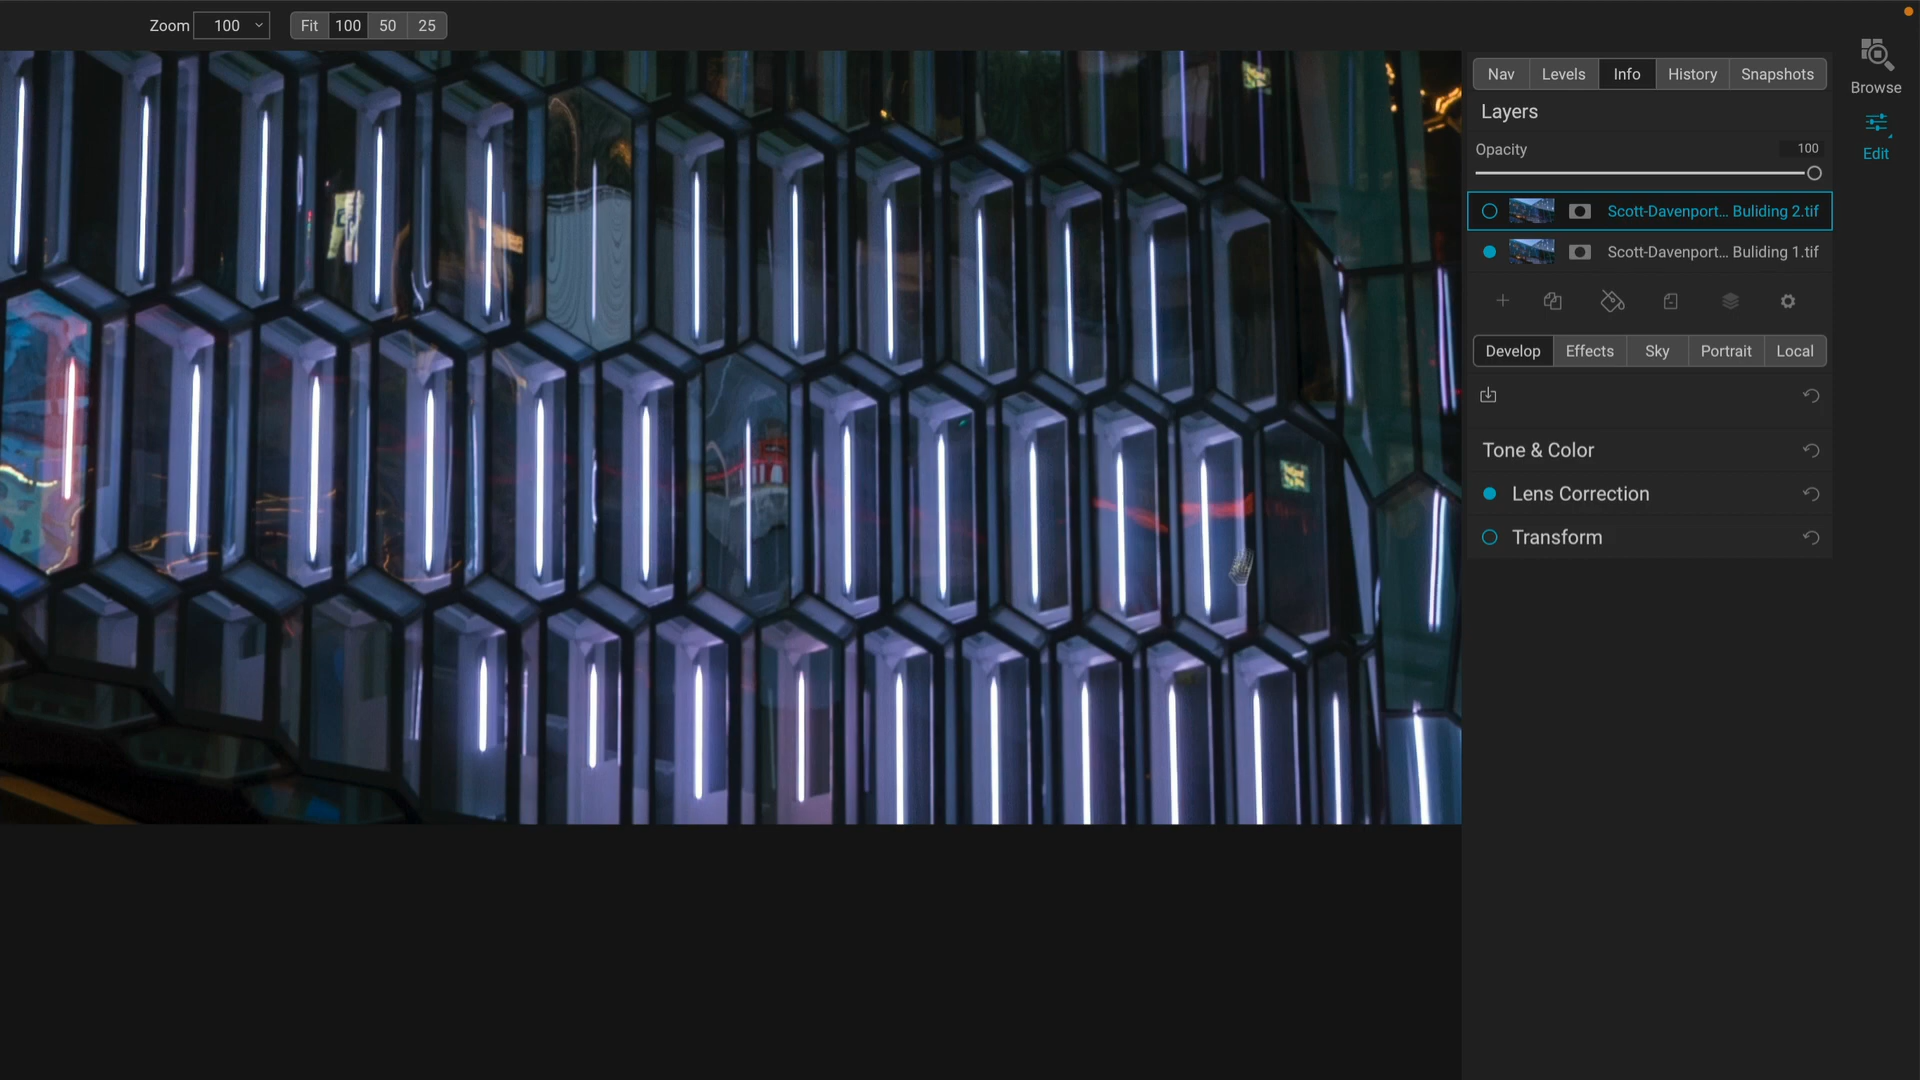 Zoom 100 Fit 100 50 25
Nav Levels Info History Snapshots
Browse
Layers
Opacity 100
Edit
Scott-Davenport... Buliding 2.tif
Scott-Davenport... Buliding 1.tif
Develop Effects Sky Portrait Local
Tone & Color
Lens Correction
Transform